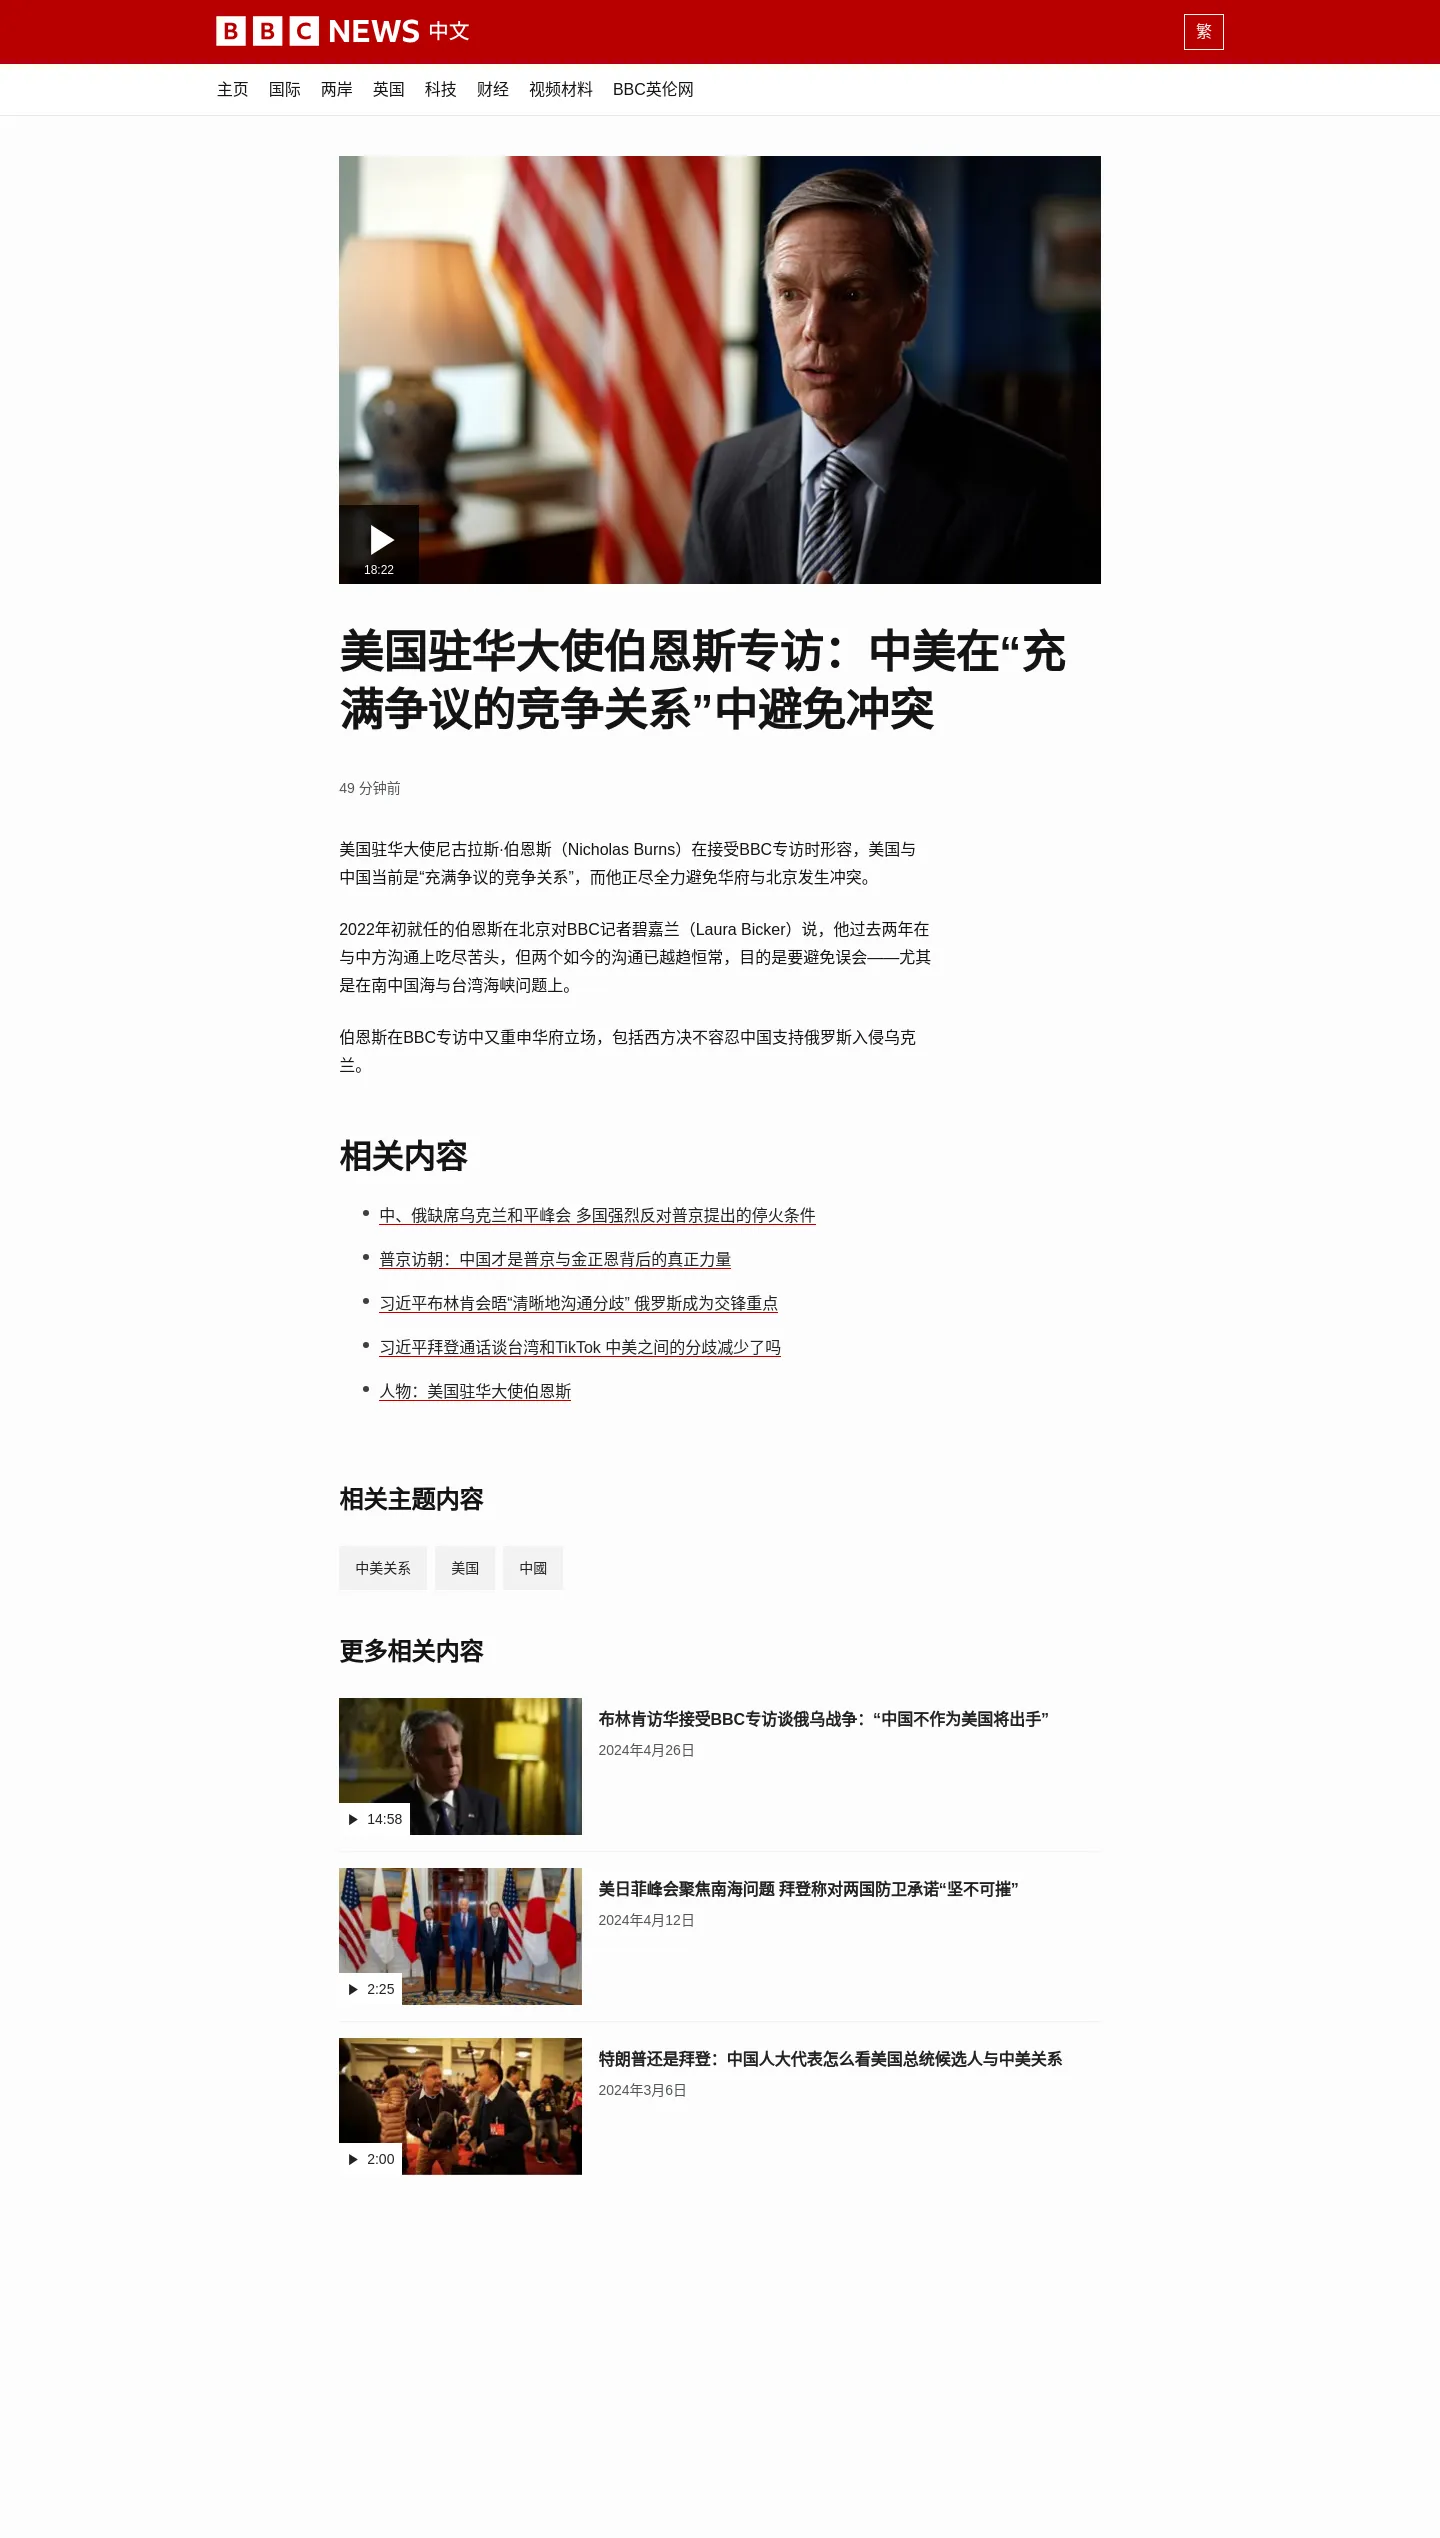 BBC NEWS 中文
繁
主页 国际 两岸 英国 科技 财经 视频材料 BBC英伦网
18:22
美国驻华大使伯恩斯专访：中美在“充
满争议的竞争关系”中避免冲突
49 分钟前
美国驻华大使尼古拉斯·伯恩斯（Nicholas Burns）在接受BBC专访时形容，美国与
中国当前是“充满争议的竞争关系”，而他正尽全力避免华府与北京发生冲突。
2022年初就任的伯恩斯在北京对BBC记者碧嘉兰（Laura Bicker）说，他过去两年在
与中方沟通上吃尽苦头，但两个如今的沟通已越趋恒常，目的是要避免误会——尤其
是在南中国海与台湾海峡问题上。
伯恩斯在BBC专访中又重申华府立场，包括西方决不容忍中国支持俄罗斯入侵乌克
兰。
相关内容
中、俄缺席乌克兰和平峰会 多国强烈反对普京提出的停火条件
普京访朝：中国才是普京与金正恩背后的真正力量
习近平布林肯会晤“清晰地沟通分歧” 俄罗斯成为交锋重点
习近平拜登通话谈台湾和TikTok 中美之间的分歧减少了吗
人物：美国驻华大使伯恩斯
相关主题内容
中美关系 美国 中國
更多相关内容
布林肯访华接受BBC专访谈俄乌战争：“中国不作为美国将出手”
2024年4月26日
14:58
美日菲峰会聚焦南海问题 拜登称对两国防卫承诺“坚不可摧”
2024年4月12日
2:25
特朗普还是拜登：中国人大代表怎么看美国总统候选人与中美关系
2024年3月6日
2:00